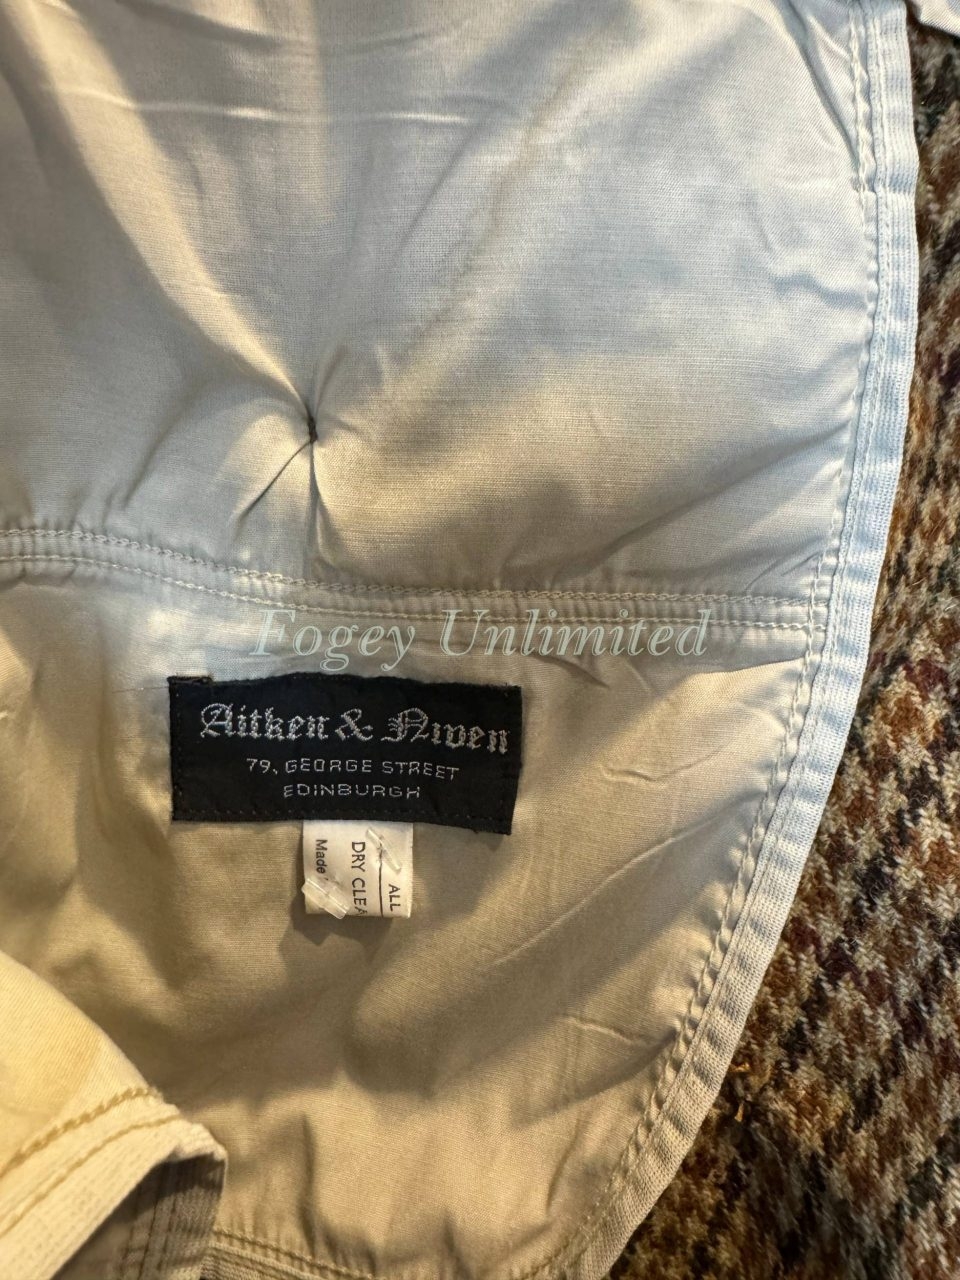 Fogey Unlimited
Aitken & Niven
79, GEORGE STREET
EDINBURGH
ALL
DRY CLEA
Made